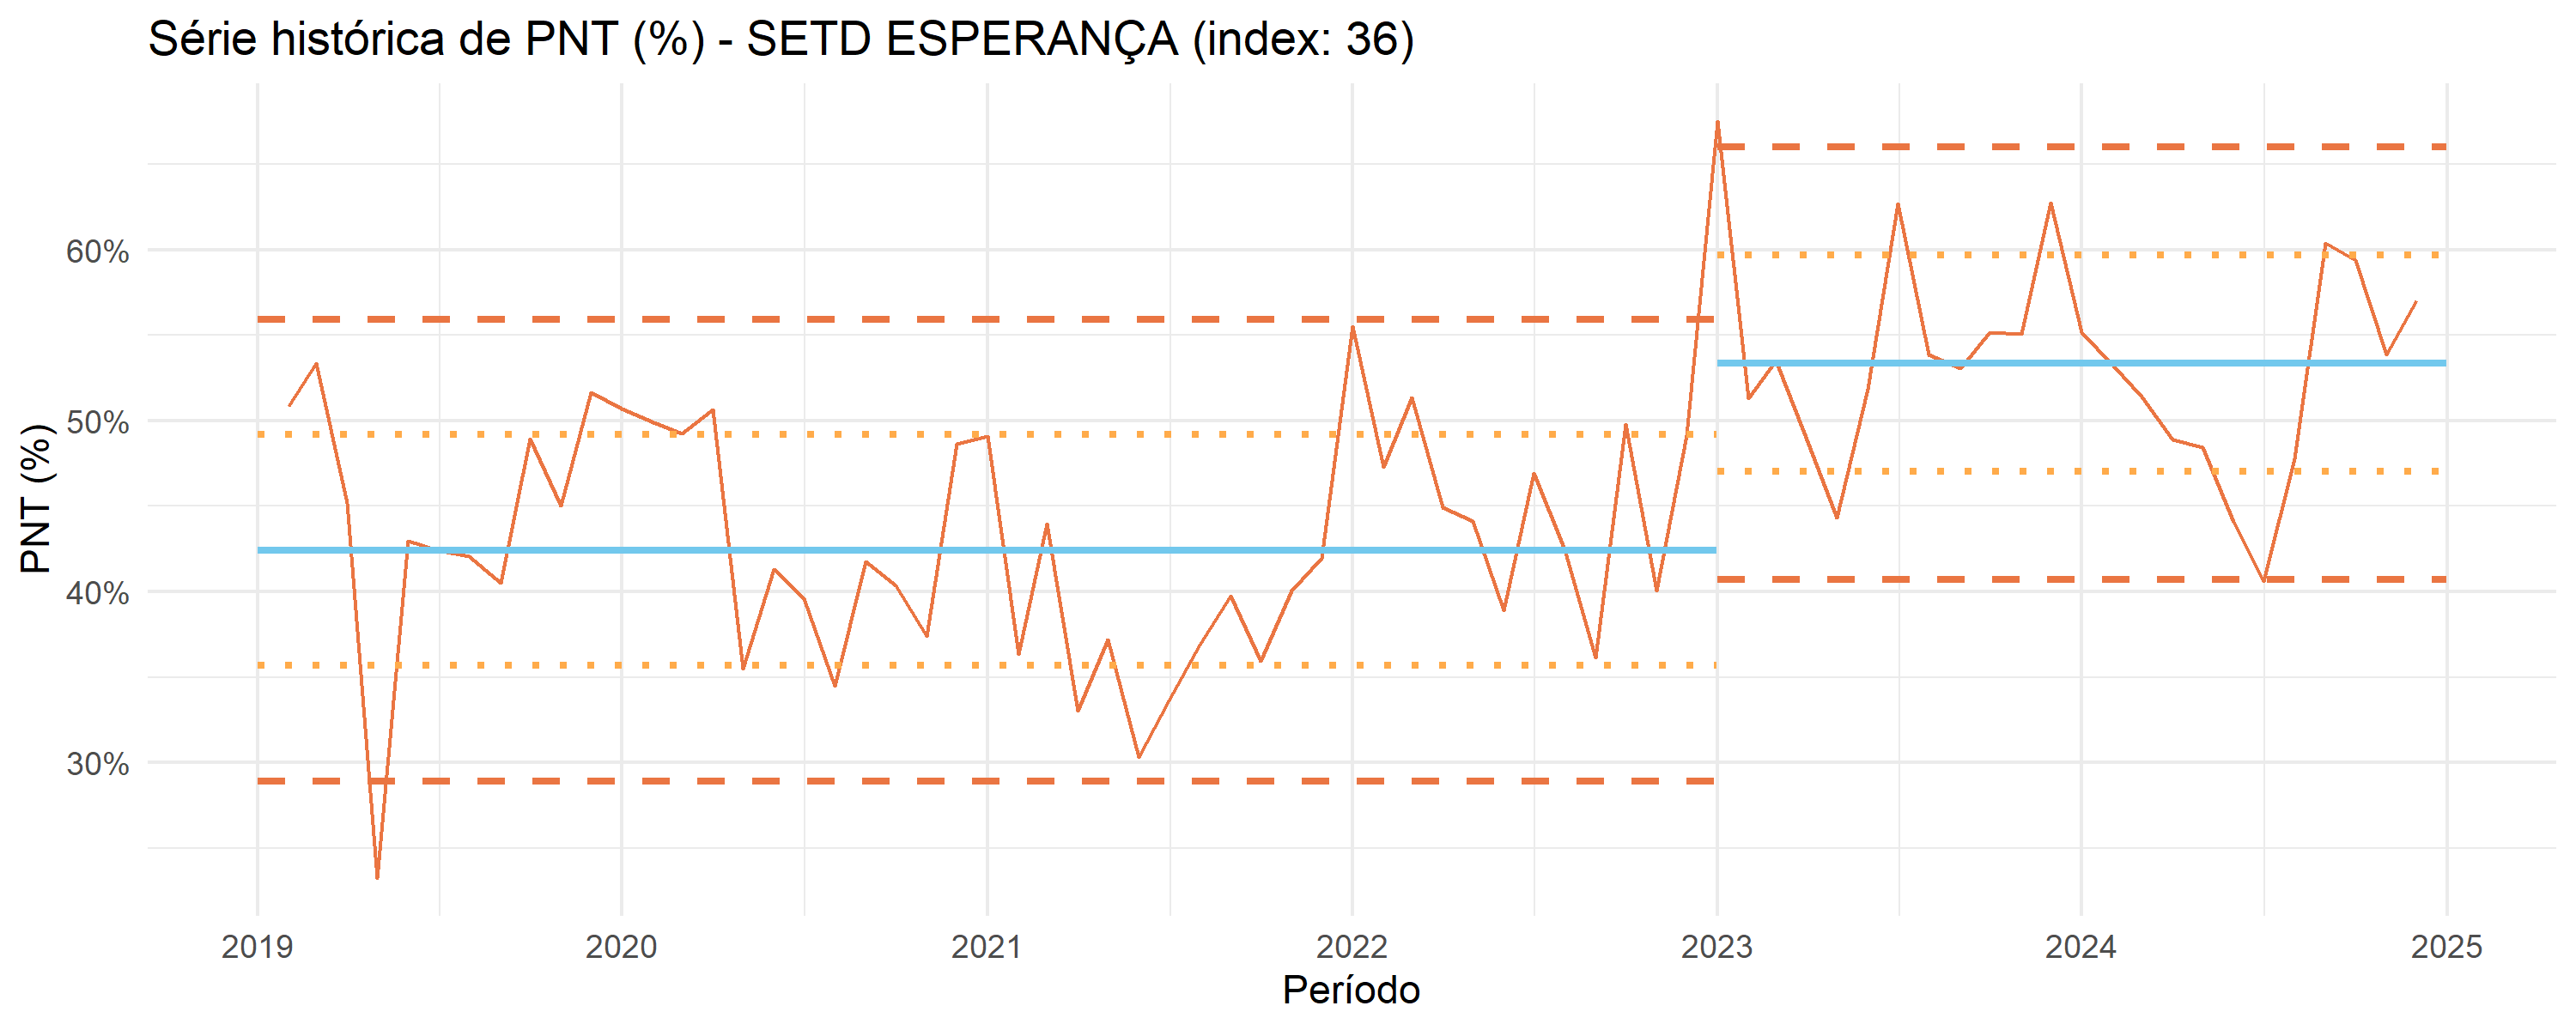 Série histórica de PNT (%) - SETD ESPERANÇA (index: 36)
PNT (%)
60%
50%
40%
30%
2019 2020 2021 2022 2023 2024 2025
Período